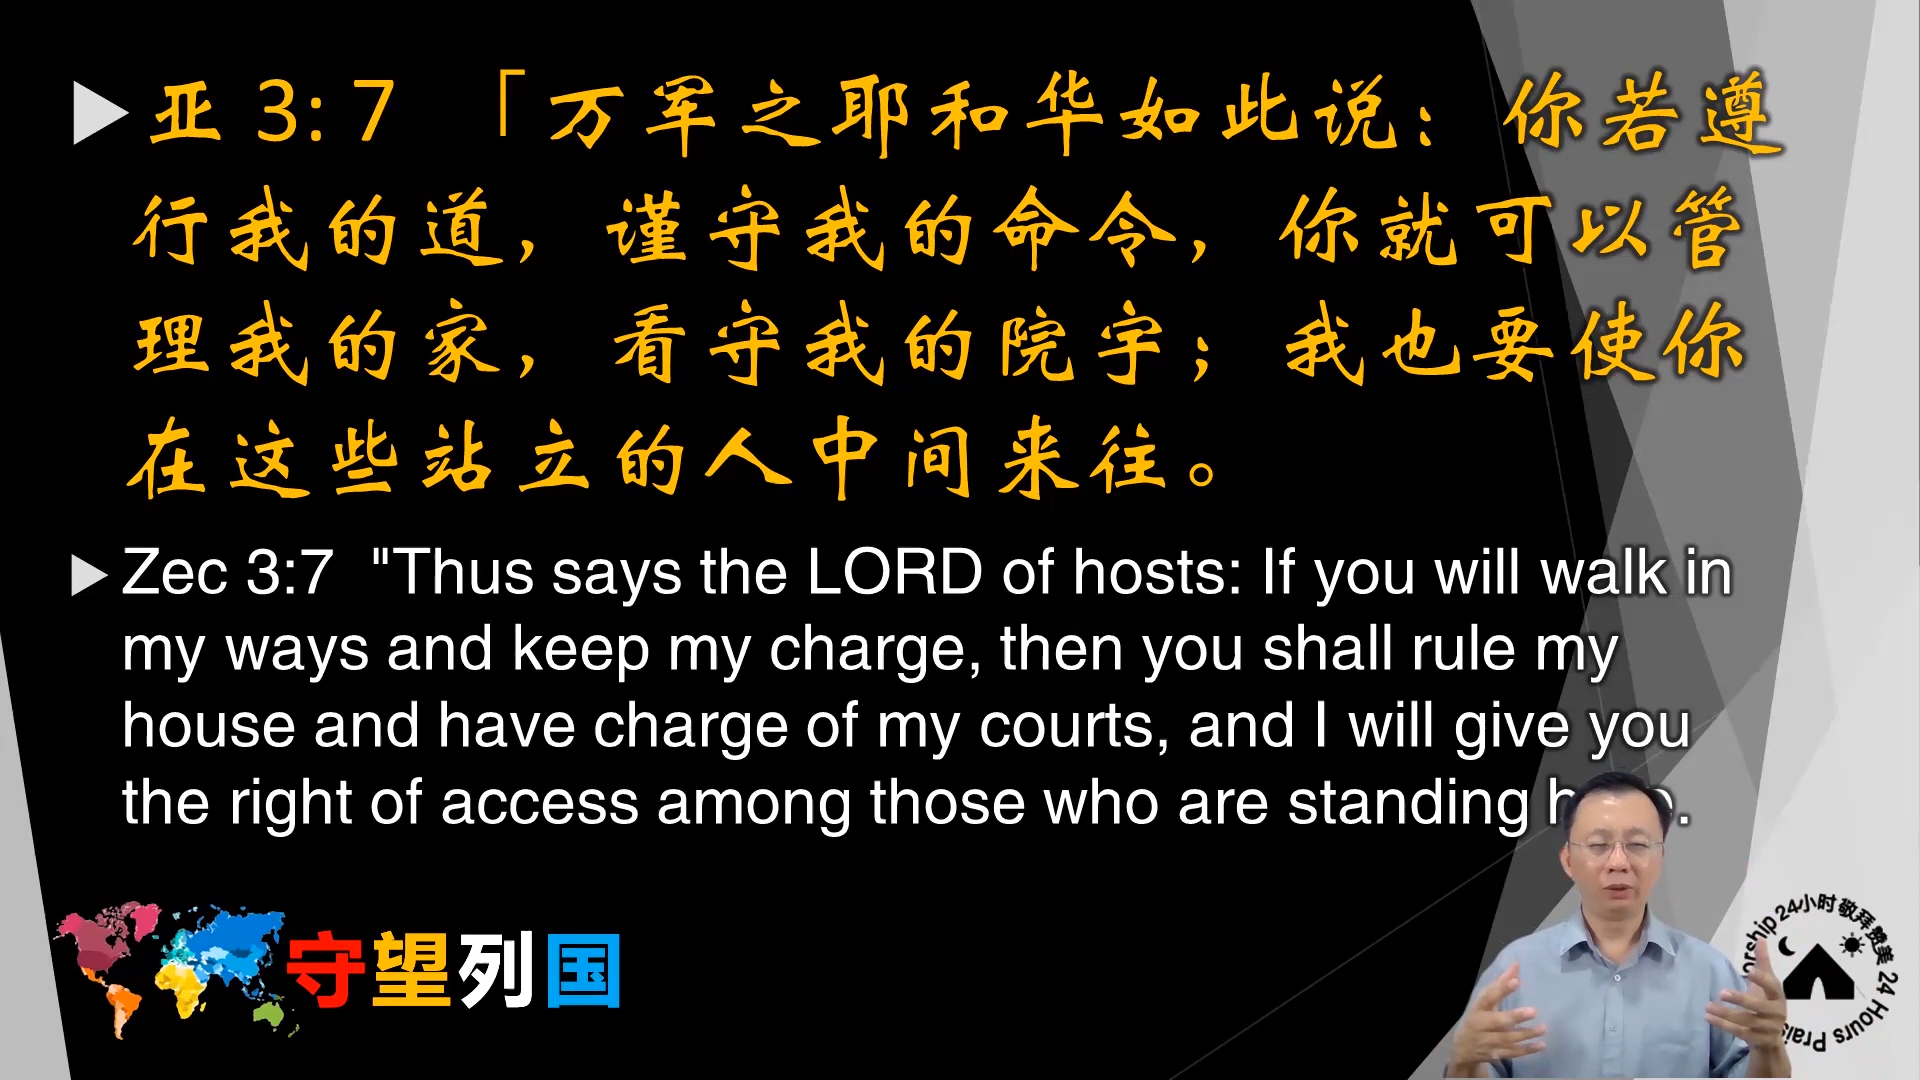 亚 3: 7 「万军之耶和华如此说：你若遵
行我的道，谨守我的命令，你就可以管
理我的家，看守我的院宇；我也要使你
在这些站立的人中间来往。
Zec 3:7 "Thus says the LORD of hosts: If you will walk in
my ways and keep my charge, then you shall rule my
house and have charge of my courts, and I will give you
the right of access among those who are standing
守望列国
24小时敬拜赞美 24 Hours